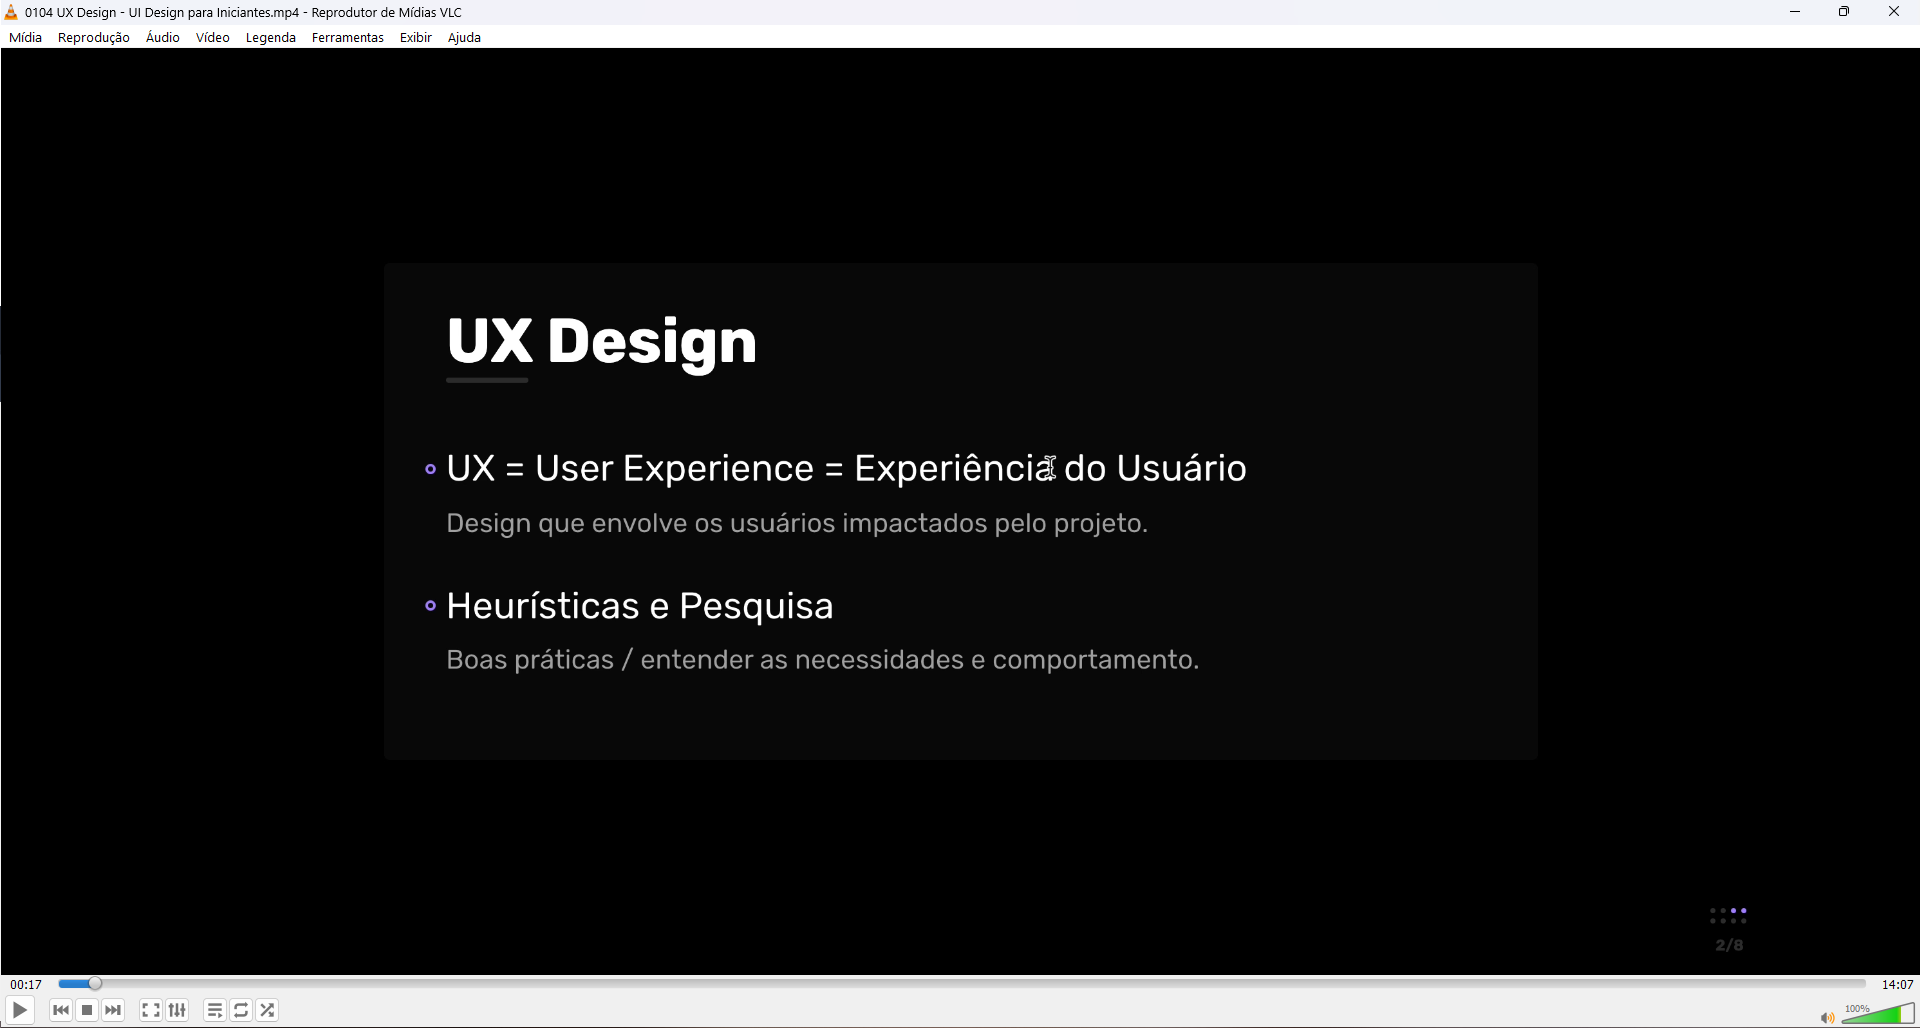 0104 UX Design - UI Design para Iniciantes.mp4 - Reprodutor de Mídias VLC
Mídia Reprodução Áudio Vídeo Legenda Ferramentas Exibir Ajuda
UX Design
UX = User Experience = Experiência do Usuário
Design que envolve os usuários impactados pelo projeto.
Heurísticas e Pesquisa
Boas práticas / entender as necessidades e comportamento.
2/8
00:17 14:07
100%